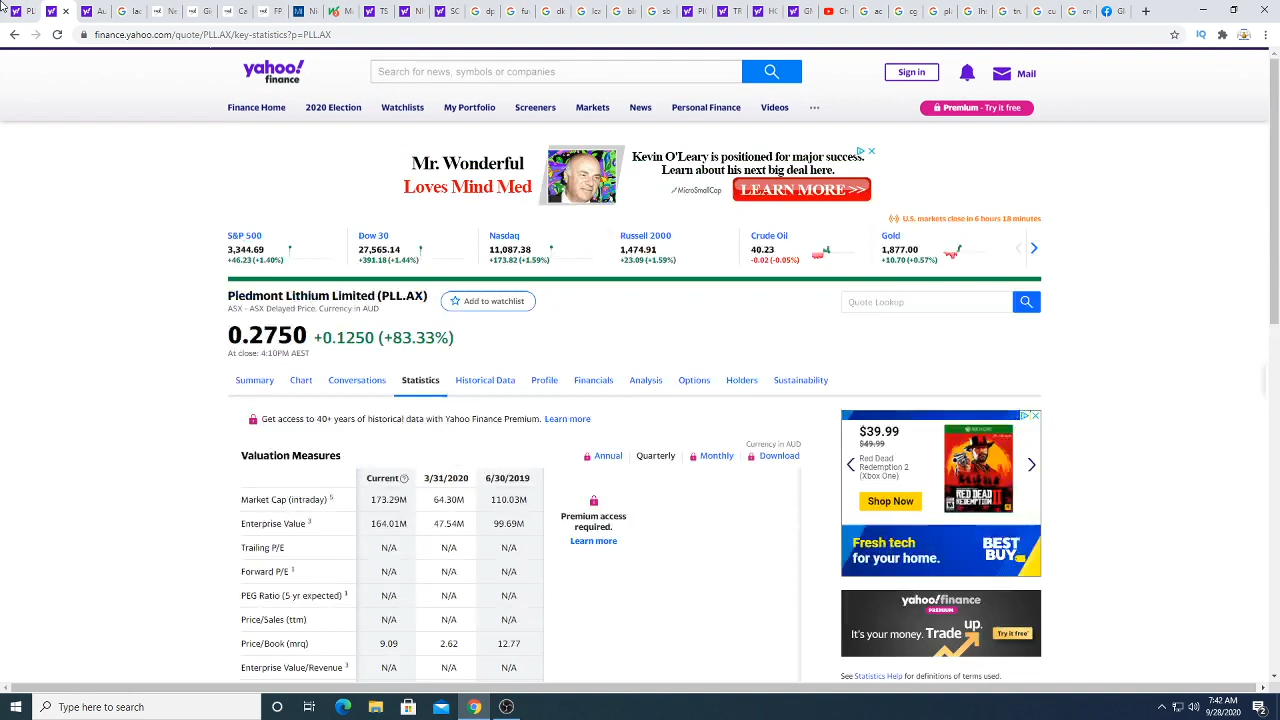 PL
finance.yahoo.com/quote/PLL.AX/key-statistics?p=PLL.AX
yahoo!
finance
Search for news, symbols or companies
Sign in
Mail
Finance Home
2020 Election
Watchlists
My Portfolio
Screeners
Markets
News
Personal Finance
Videos
Premium - Try it free
Mr. Wonderful
Loves Mind Med
Kevin O'Leary is positioned for major success.
Learn about his next big deal here.
MicroSmallCap
LEARN MORE >>
U.S. markets close in 6 hours 18 minutes
S&P 500
3,344.69
+46.23 (+1.40%)
Dow 30
27,565.14
+391.18 (+1.44%)
Nasdaq
11,087.38
+173.82 (+1.59%)
Russell 2000
1,474.91
+23.09 (+1.59%)
Crude Oil
40.23
-0.02 (-0.05%)
Gold
1,877.00
+10.70 (+0.57%)
Piedmont Lithium Limited (PLL.AX)
ASX - ASX Delayed Price. Currency in AUD
Add to watchlist
Quote Lookup
0.2750 +0.1250 (+83.33%)
At close: 4:10PM AEST
Summary
Chart
Conversations
Statistics
Historical Data
Profile
Financials
Analysis
Options
Holders
Sustainability
Get access to 40+ years of historical data with Yahoo Finance Premium. Learn more
Currency in AUD
Valuation Measures
Annual
Quarterly
Monthly
Download
Current
3/31/2020
6/30/2019
Market Cap (intraday) 5 173.29M 64.30M 110.03M
Enterprise Value 3 164.01M 47.54M 99.69M
Trailing P/E N/A N/A N/A
Forward P/E 1 N/A N/A N/A
PEG Ratio (5 yr expected) 1 N/A N/A N/A
Price/Sales (ttm) N/A N/A N/A
Price/Book (mrq) 9.09 2.62 12.77
Enterprise Value/Revenue 3 N/A N/A N/A
Premium access
required.
Learn more
$39.99
$49.99
Red Dead
Redemption 2
(Xbox One)
Shop Now
RED DEAD
REDEMPTION II
Fresh tech
for your home.
BEST
BUY
yahoo!finance
PREMIUM
It's your money. Trade up.
Try it free*
See Statistics Help for definitions of terms used.
Type here to search
7:42 AM
9/28/2020
2